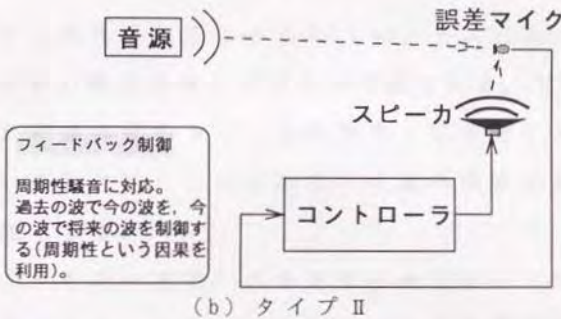 誤差マイク
音源
スピーカ
フィードバック制御
周期性騒音に対応。
過去の波で今の波を，今
の波で将来の波を制御す
る(周期性という因果を
利用)。
コントローラ
(b) タイプⅡ